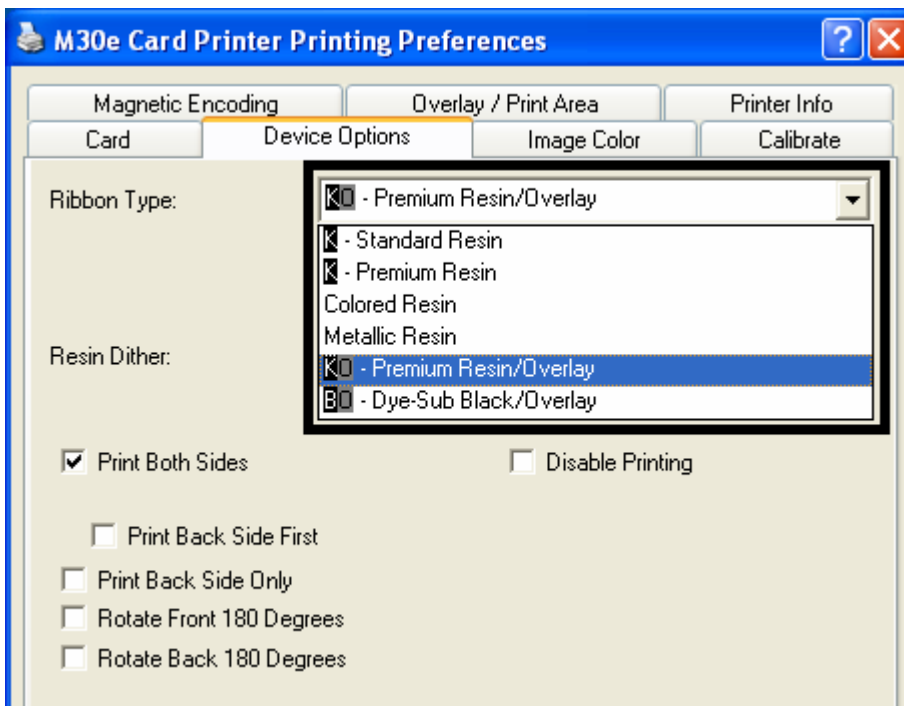 M30e Card Printer Printing Preferences
Magnetic Encoding Overlay / Print Area Printer Info
Card Device Options Image Color Calibrate
Ribbon Type: KO - Premium Resin/Overlay
K - Standard Resin
K - Premium Resin
Colored Resin
Metallic Resin
Resin Dither:
KO - Premium Resin/Overlay
BO - Dye-Sub Black/Overlay
Print Both Sides Disable Printing
Print Back Side First
Print Back Side Only
Rotate Front 180 Degrees
Rotate Back 180 Degrees